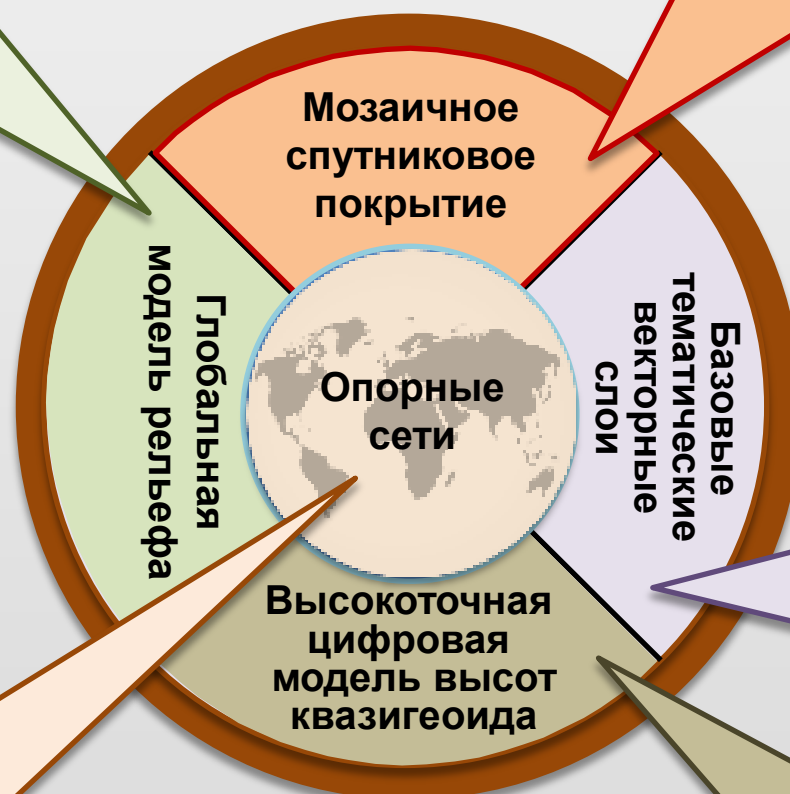 Мозаичное
спутниковое
покрытие
Глобальная
модель рельефа
Опорные
сети
Базовые
тематические
векторные
слои
Высокоточная
цифровая
модель высот
квазигеоида